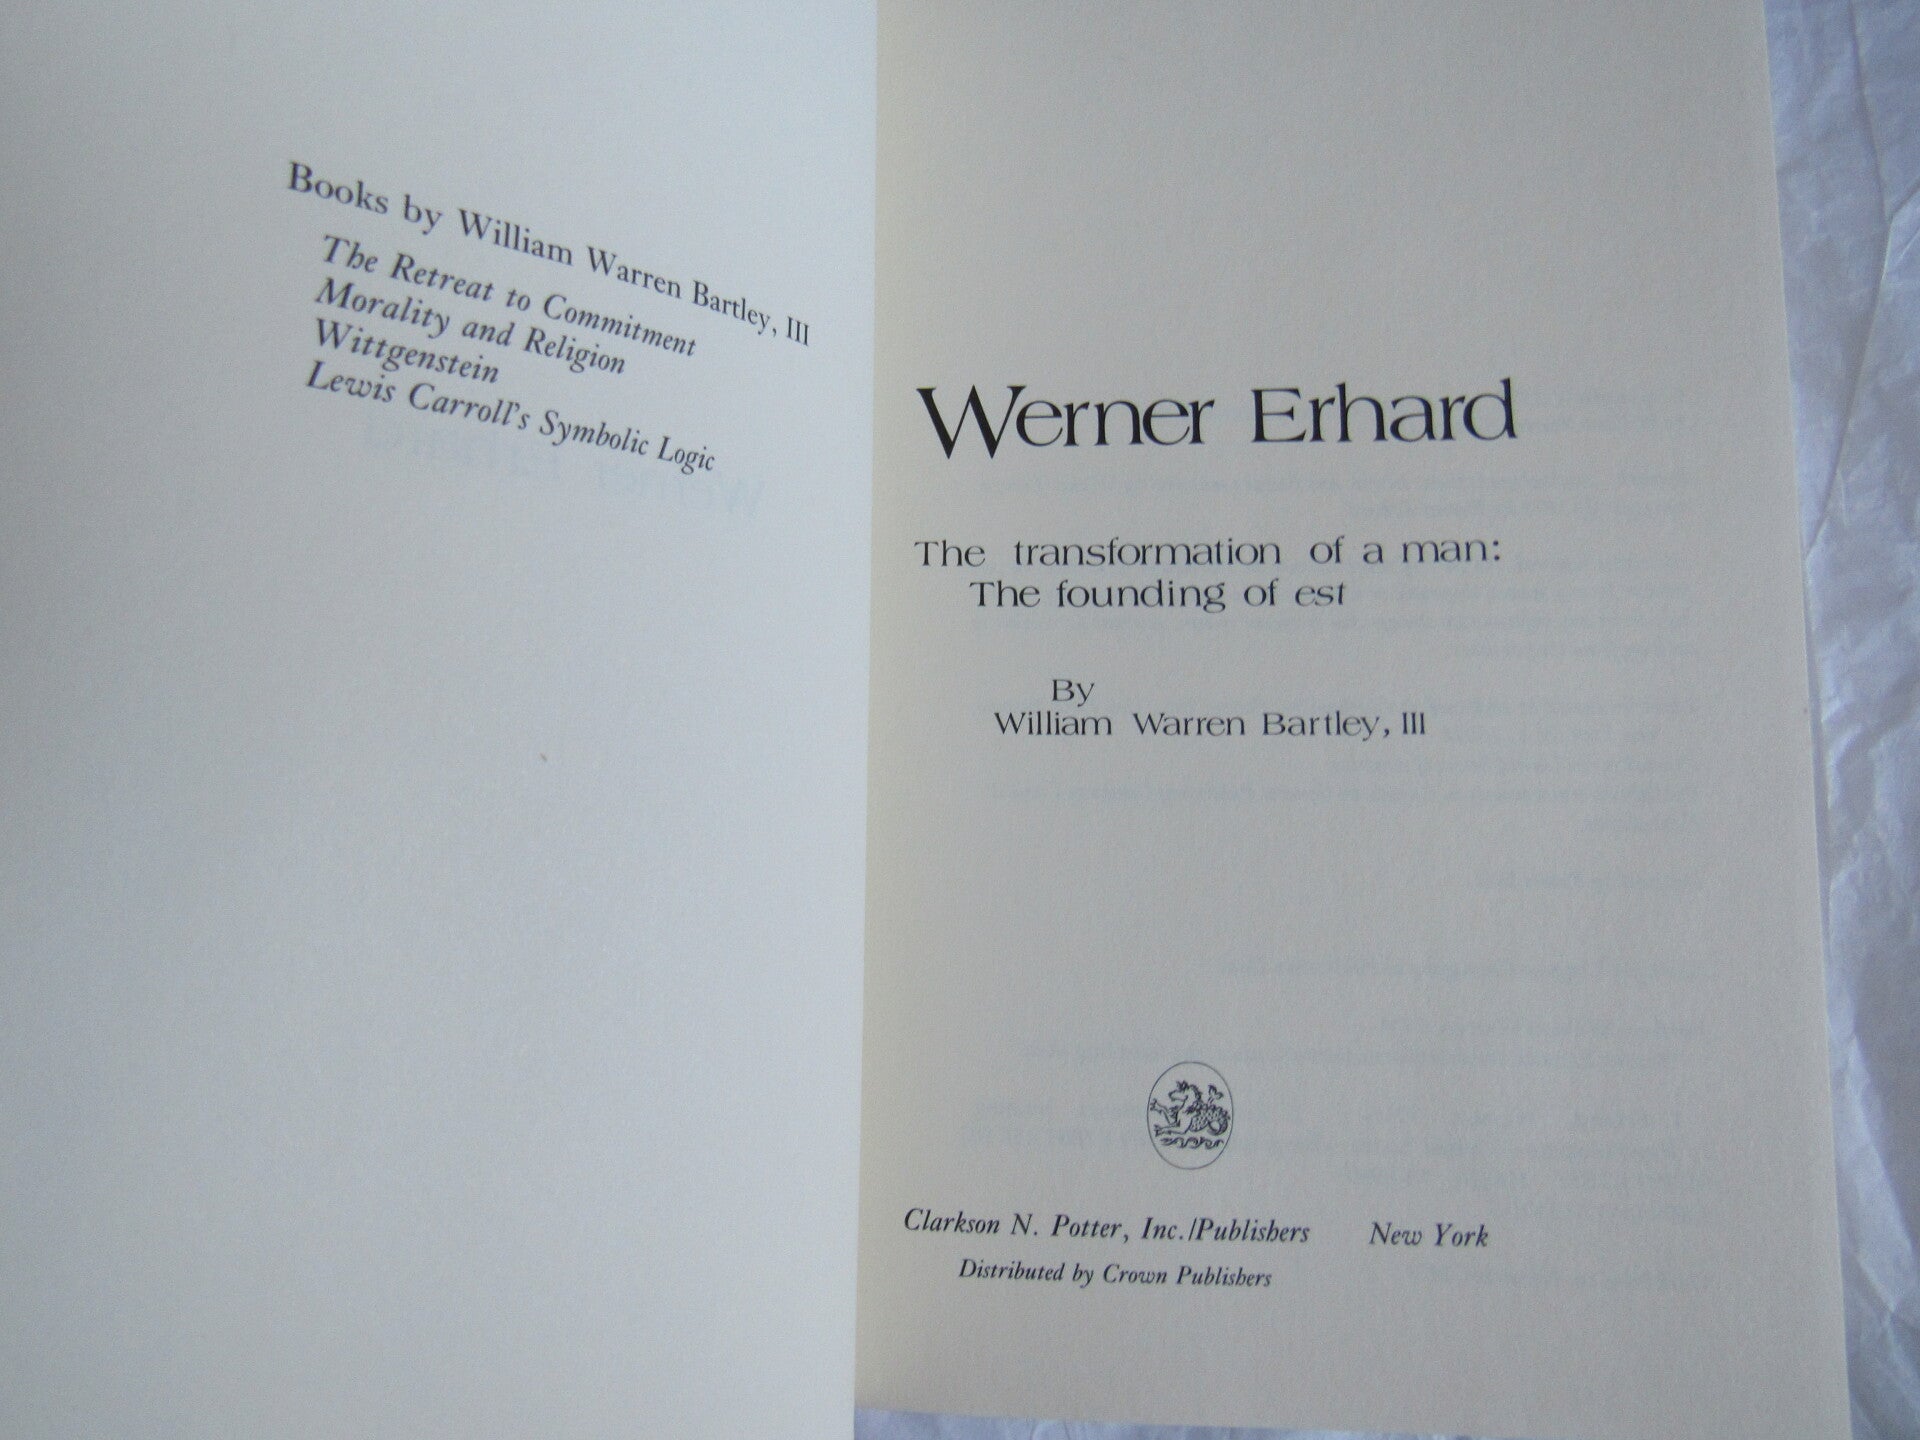 Books by William Warren Bartley, III
The Retreat to Commitment
Morality and Religion
Wittgenstein
Lewis Carroll's Symbolic Logic
Werner Erhard
The transformation of a man:
The founding of est
By
William Warren Bartley, III
Clarkson N. Potter, Inc./Publishers New York
Distributed by Crown Publishers